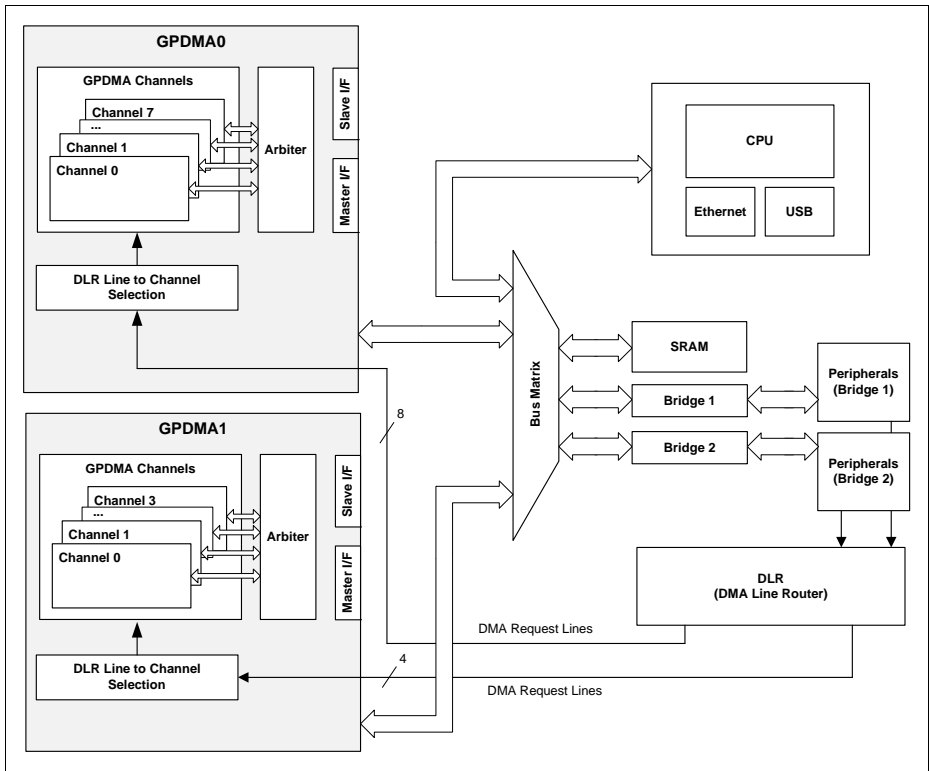 GPDMA0
GPDMA Channels
Channel 7
...
Channel 1
Channel 0
Arbiter
Slave I/F
Master I/F
DLR Line to Channel
Selection
CPU
Ethernet
USB
Bus Matrix
SRAM
Bridge 1
Bridge 2
Peripherals
(Bridge 1)
Peripherals
(Bridge 2)
8
GPDMA1
GPDMA Channels
Channel 3
...
Channel 1
Channel 0
Arbiter
Slave I/F
Master I/F
DLR Line to Channel
Selection
DLR
(DMA Line Router)
DMA Request Lines
4
DMA Request Lines